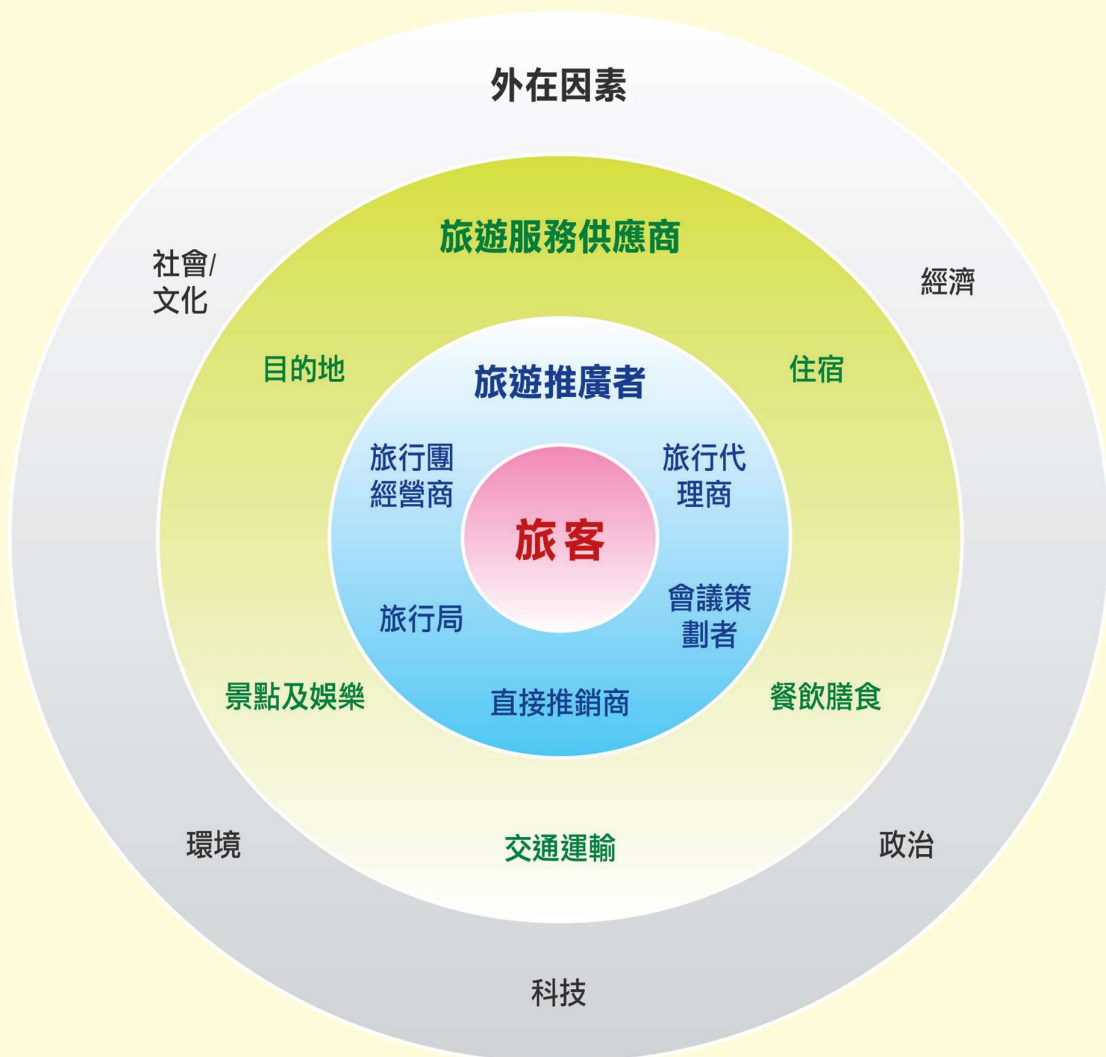 外在因素
旅遊服務供應商
社會/
文化
經濟
目的地
住宿
旅遊推廣者
旅行團
經營商
旅行代
理商
旅客
旅行局
會議策
劃者
景點及娛樂
直接推銷商
餐飲膳食
環境
交通運輸
政治
科技